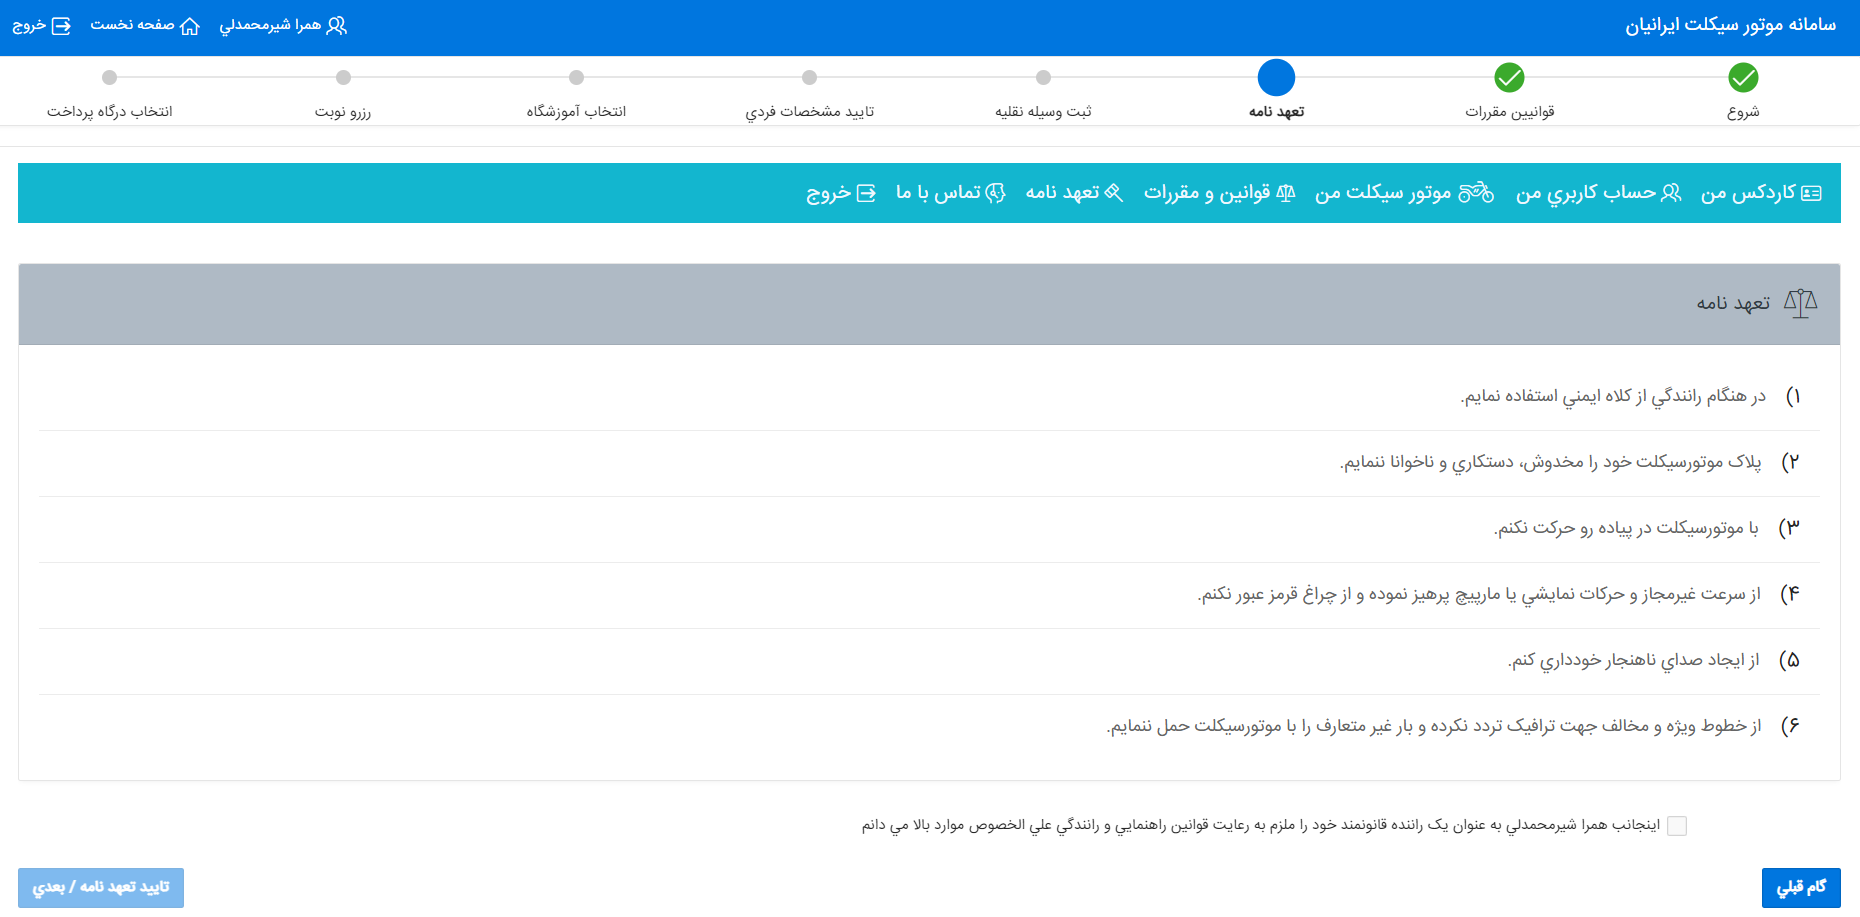 سامانه موتور سيکلت ايرانيان
همرا شيرمحمدلي
صفحه نخست
خروج
شروع
قوانيين مقررات
تعهد نامه
ثبت وسيله نقليه
تاييد مشخصات فردي
انتخاب آموزشگاه
رزرو نوبت
انتخاب درگاه پرداخت
کاردکس من
حساب کاربري من
موتور سيکلت من
قوانين و مقررات
تعهد نامه
تماس با ما
خروج
تعهد نامه
۱) در هنگام رانندگي از کلاه ايمني استفاده نمايم.
۲) پلاک موتورسيکلت خود را مخدوش، دستکاري و ناخوانا ننمايم.
۳) با موتورسيکلت در پياده رو حرکت نکنم.
۴) از سرعت غيرمجاز و حرکات نمايشي يا مارپيچ پرهيز نموده و از چراغ قرمز عبور نکنم.
۵) از ايجاد صداي ناهنجار خودداري کنم.
۶) از خطوط ويژه و مخالف جهت ترافيک تردد نکرده و بار غير متعارف را با موتورسيکلت حمل ننمايم.
اينجانب همرا شيرمحمدلي به عنوان يک راننده قانونمند خود را ملزم به رعايت قوانين راهنمايي و رانندگي علي الخصوص موارد بالا مي دانم
گام قبلي
تاييد تعهد نامه / بعدي